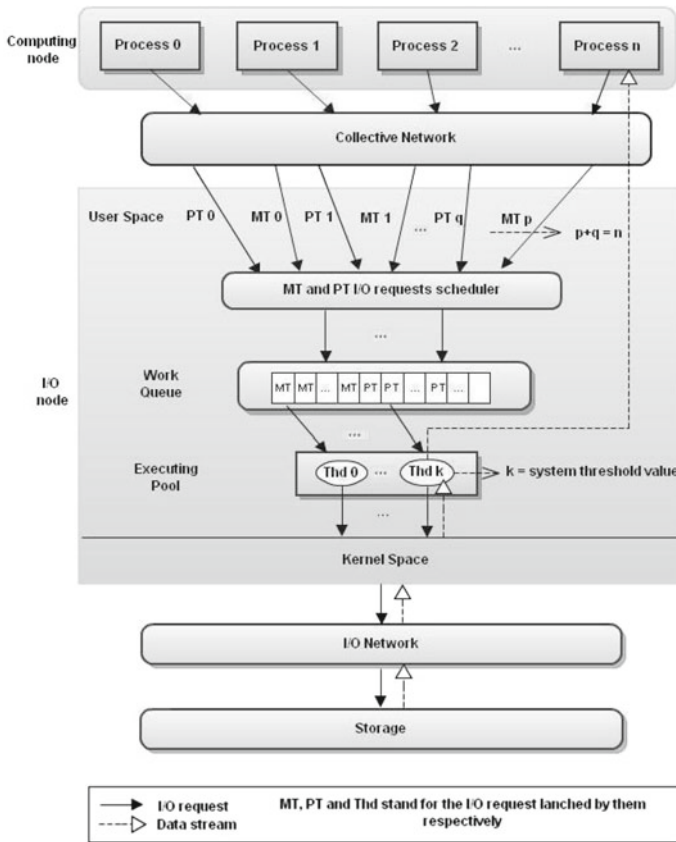 Computing node
Process 0
Process 1
Process 2
...
Process n
Collective Network
User Space
PT 0
MT 0
PT 1
MT 1
...
PT q
MT p
p+q = n
MT and PT I/O requests scheduler
...
I/O node
Work Queue
MT
MT
...
MT
PT
PT
...
PT
...
...
Executing Pool
Thd 0
...
Thd k
k = system threshold value
...
Kernel Space
I/O Network
Storage
I/O request
Data stream
MT, PT and Thd stand for the I/O request lanched by them
respectively